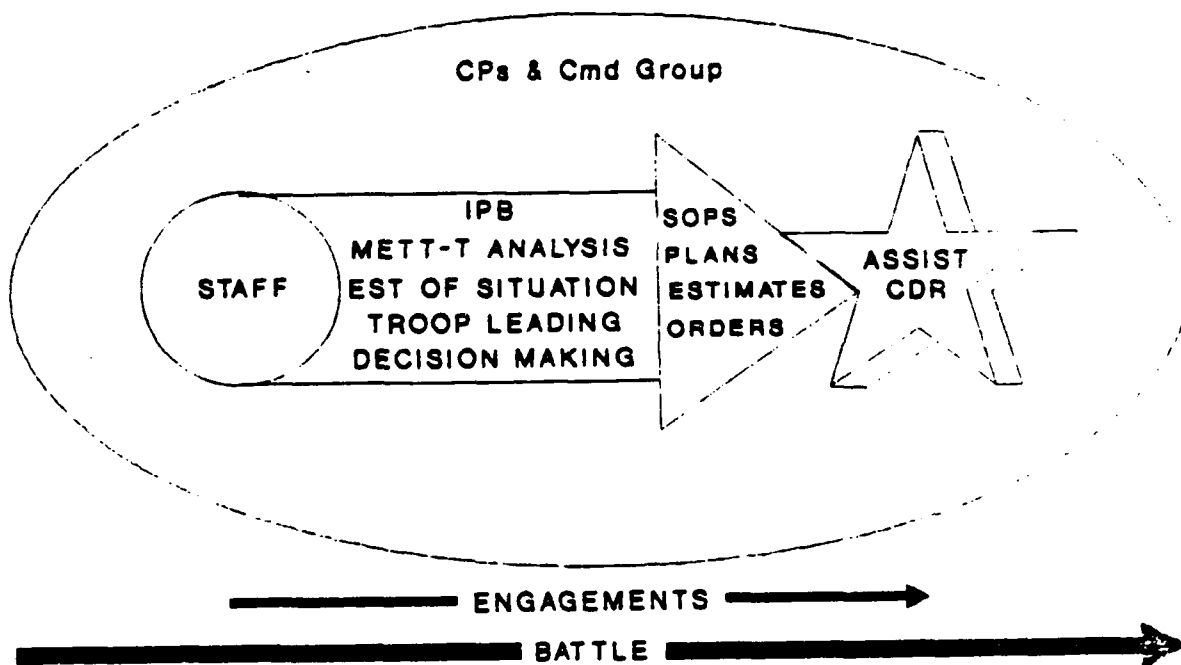 CPs & Cmd Group
STAFF
IPB
METT-T ANALYSIS
EST OF SITUATION
TROOP LEADING
DECISION MAKING
SOPS
PLANS
ESTIMATES
ORDERS
ASSIST
CDR
ENGAGEMENTS
BATTLE